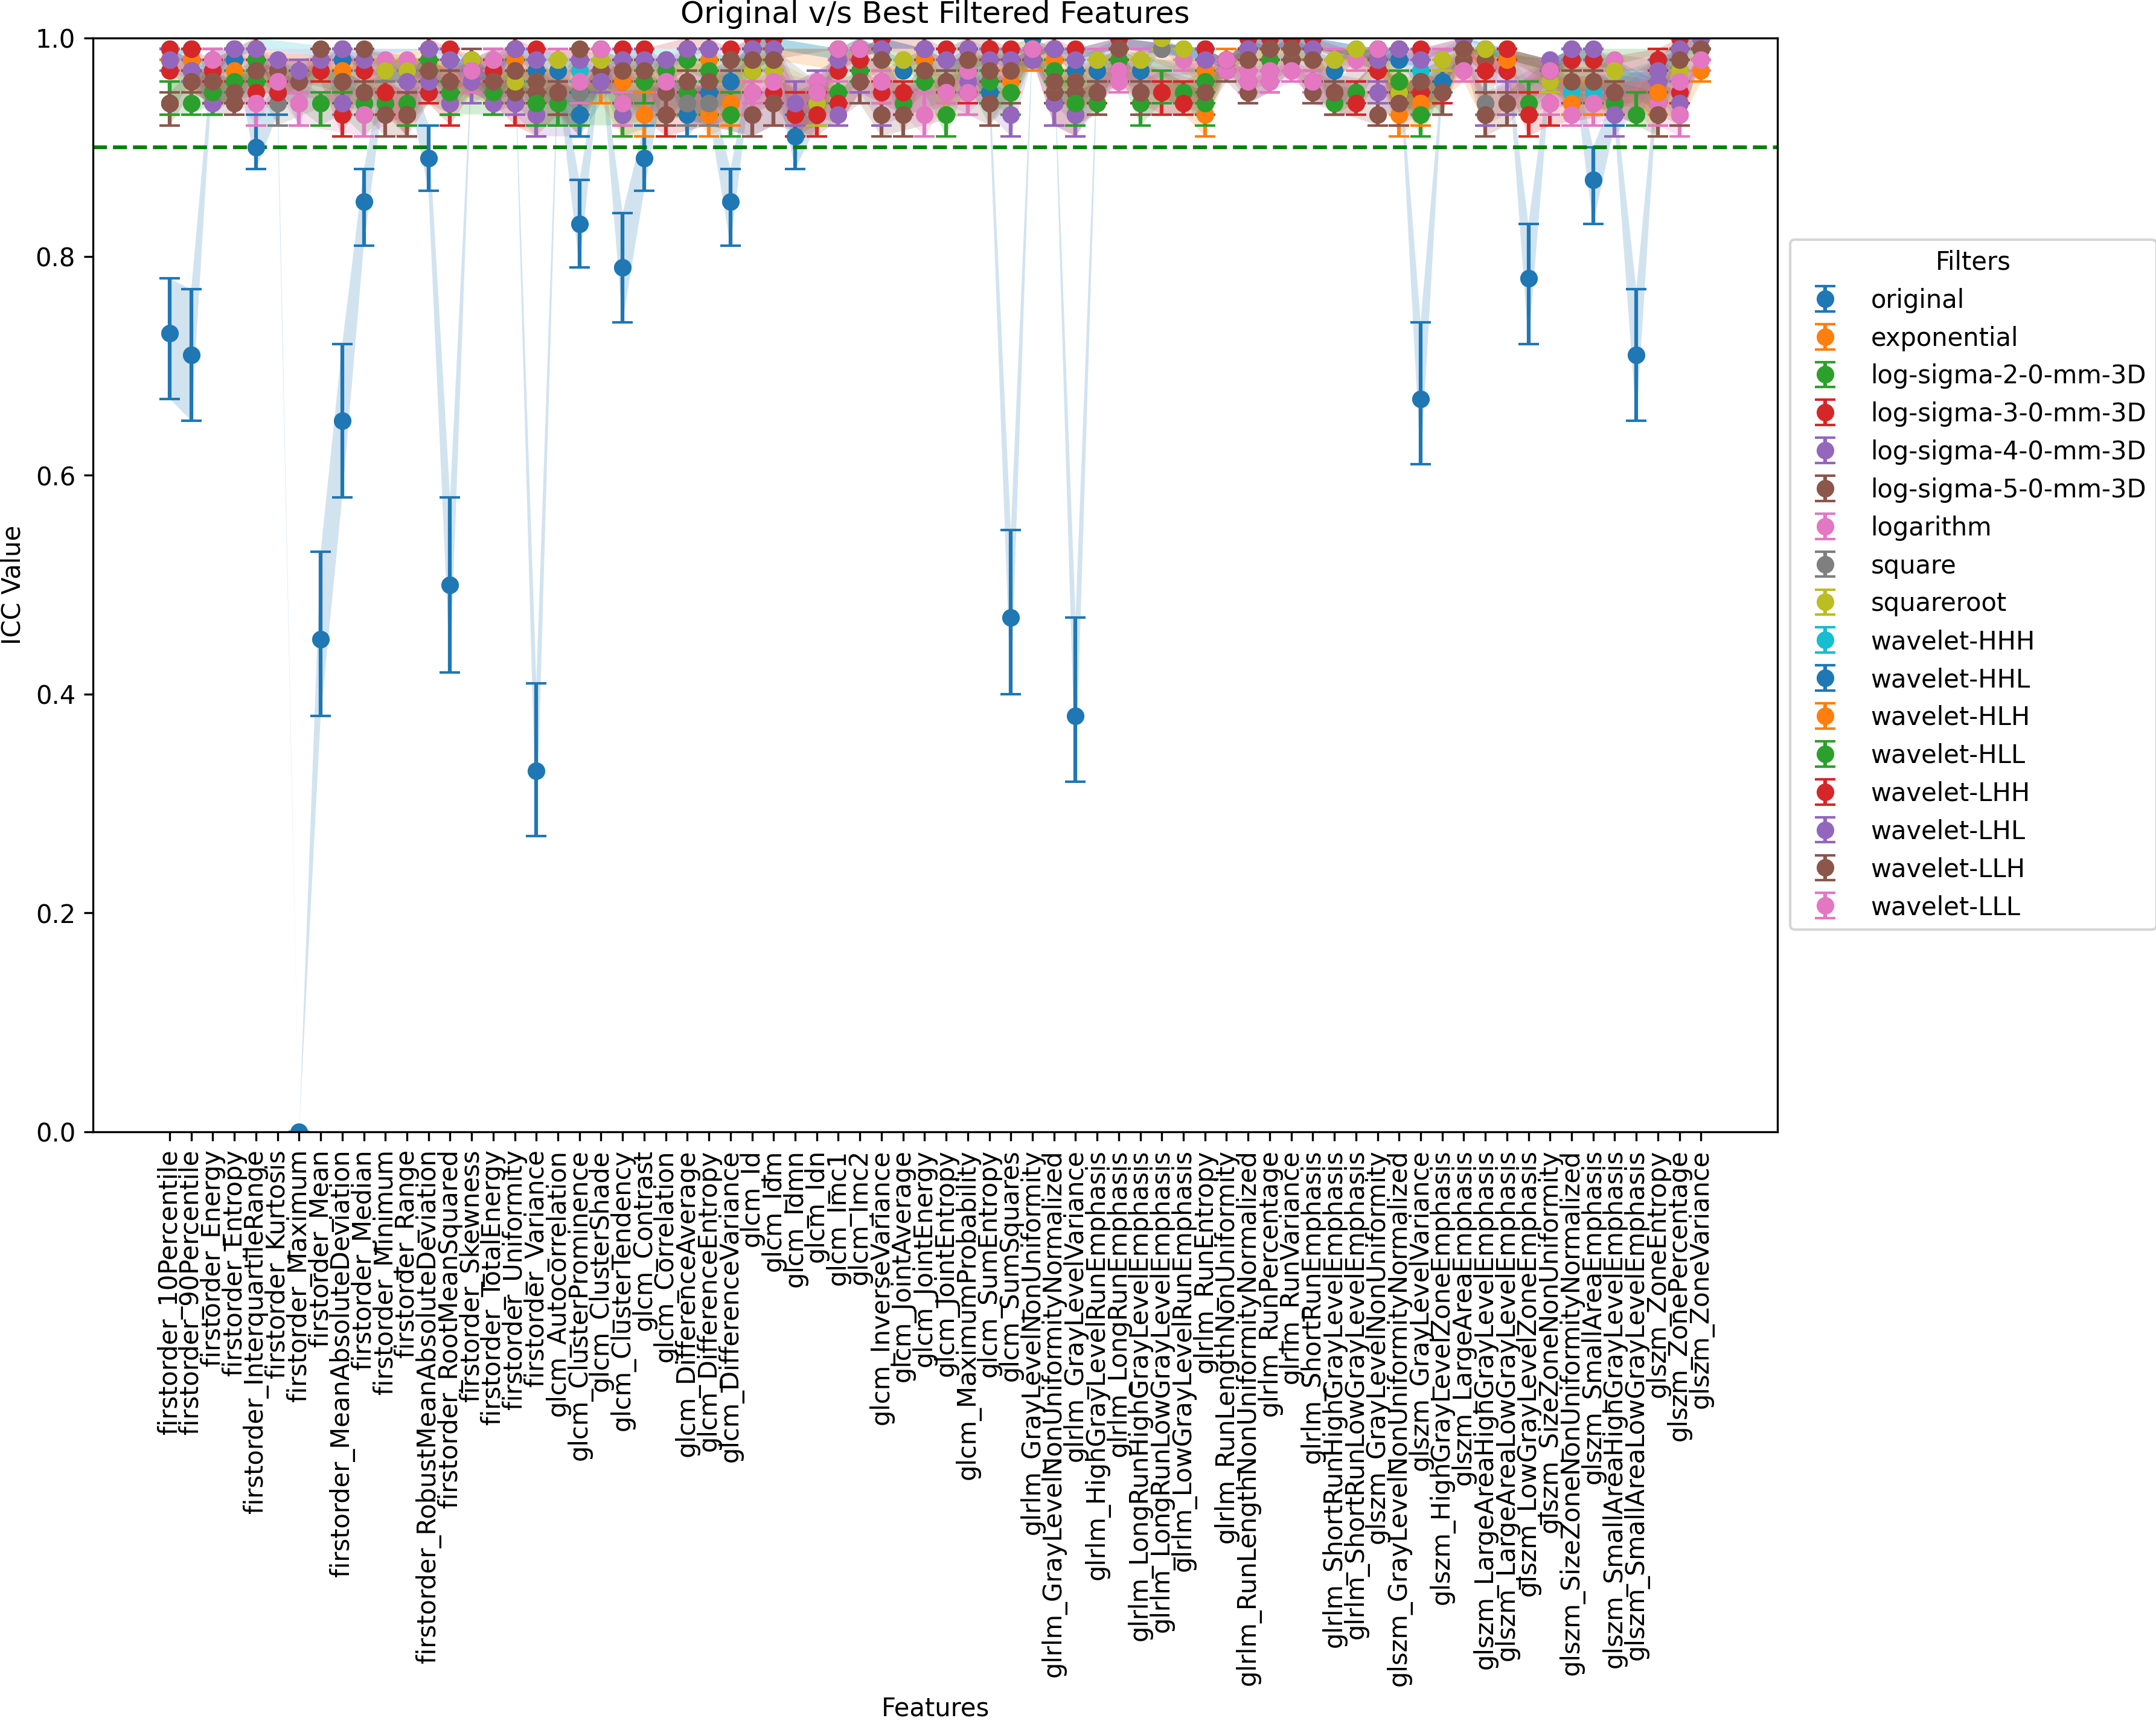 Original v/s Best Filtered Features
1.0
0.8
0.6
0.4
0.2
0.0
ICC Value
Filters
original
exponential
log-sigma-2-0-mm-3D
log-sigma-3-0-mm-3D
log-sigma-4-0-mm-3D
log-sigma-5-0-mm-3D
logarithm
square
squareroot
wavelet-HHH
wavelet-HHL
wavelet-HLH
wavelet-HLL
wavelet-LHH
wavelet-LHL
wavelet-LLH
wavelet-LLL
firstorder_10Percentile
firstorder_90Percentile
firstorder_Energy
firstorder_Entropy
firstorder_InterquartileRange
firstorder_Kurtosis
firstorder_Maximum
firstorder_Mean
firstorder_MeanAbsoluteDeviation
firstorder_Median
firstorder_Minimum
firstorder_Range
firstorder_RobustMeanAbsoluteDeviation
firstorder_RootMeanSquared
firstorder_Skewness
firstorder_TotalEnergy
firstorder_Uniformity
firstorder_Variance
glcm_Autocorrelation
glcm_ClusterProminence
glcm_ClusterShade
glcm_ClusterTendency
glcm_Contrast
glcm_Correlation
glcm_DifferenceAverage
glcm_DifferenceEntropy
glcm_DifferenceVariance
glcm_Id
glcm_Idm
glcm_Idmn
glcm_Idn
glcm_Imc1
glcm_Imc2
glcm_InverseVariance
glcm_JointAverage
glcm_JointEnergy
glcm_JointEntropy
glcm_MaximumProbability
glcm_SumEntropy
glcm_SumSquares
glrlm_GrayLevelNonUniformity
glrlm_GrayLevelNonUniformityNormalized
glrlm_GrayLevelVariance
glrlm_HighGrayLevelRunEmphasis
glrlm_LongRunEmphasis
glrlm_LongRunHighGrayLevelEmphasis
glrlm_LongRunLowGrayLevelEmphasis
glrlm_LowGrayLevelRunEmphasis
glrlm_RunEntropy
glrlm_RunLengthNonUniformity
glrlm_RunLengthNonUniformityNormalized
glrlm_RunPercentage
glrlm_RunVariance
glrlm_ShortRunEmphasis
glrlm_ShortRunHighGrayLevelEmphasis
glrlm_ShortRunLowGrayLevelEmphasis
glszm_GrayLevelNonUniformity
glszm_GrayLevelNonUniformityNormalized
glszm_GrayLevelVariance
glszm_HighGrayLevelZoneEmphasis
glszm_LargeAreaEmphasis
glszm_LargeAreaHighGrayLevelEmphasis
glszm_LargeAreaLowGrayLevelEmphasis
glszm_LowGrayLevelZoneEmphasis
glszm_SizeZoneNonUniformity
glszm_SizeZoneNonUniformityNormalized
glszm_SmallAreaEmphasis
glszm_SmallAreaHighGrayLevelEmphasis
glszm_SmallAreaLowGrayLevelEmphasis
glszm_ZoneEntropy
glszm_ZonePercentage
glszm_ZoneVariance
Features